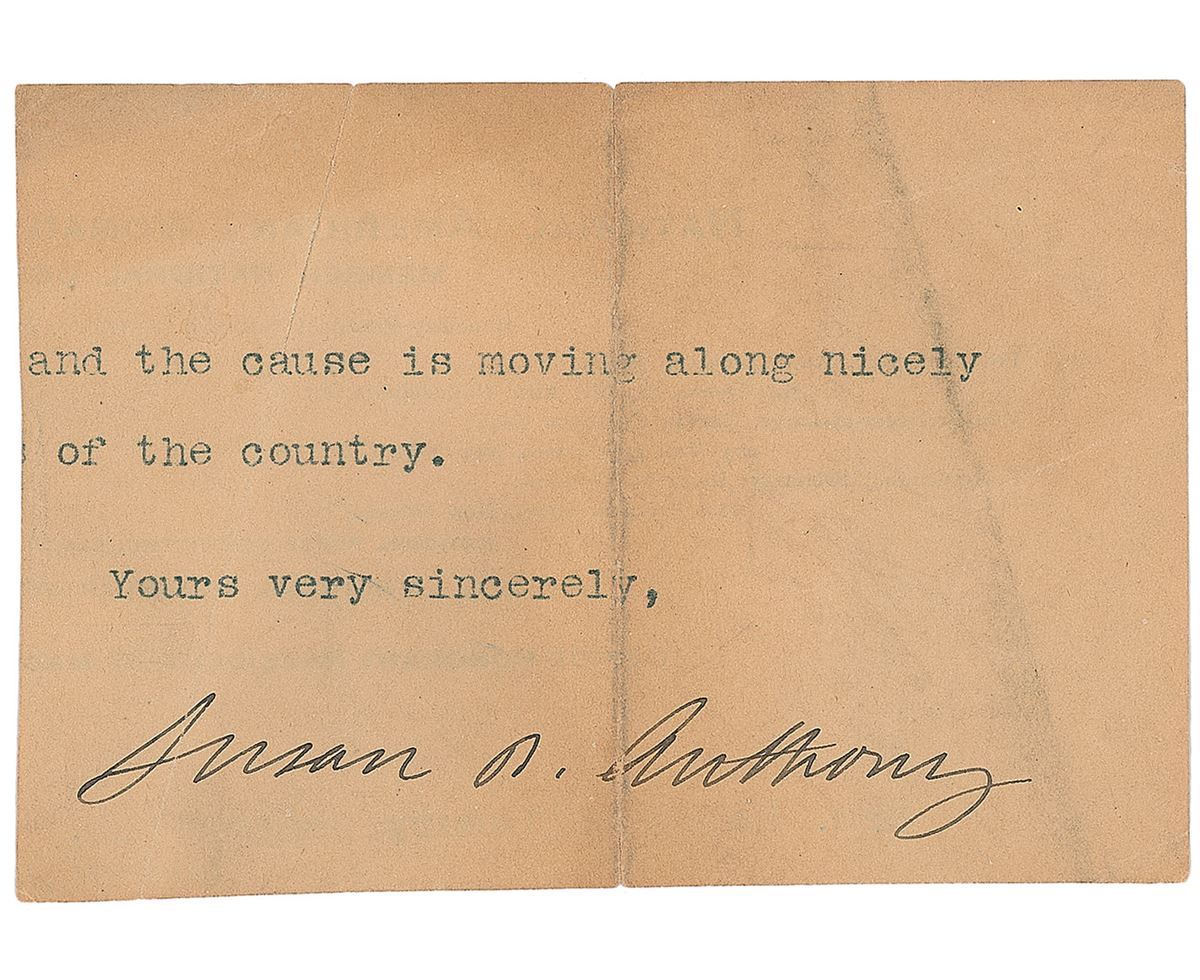 and the cause is moving along nicely
s of the country.
Yours very sincerely,
Susan B. Anthony